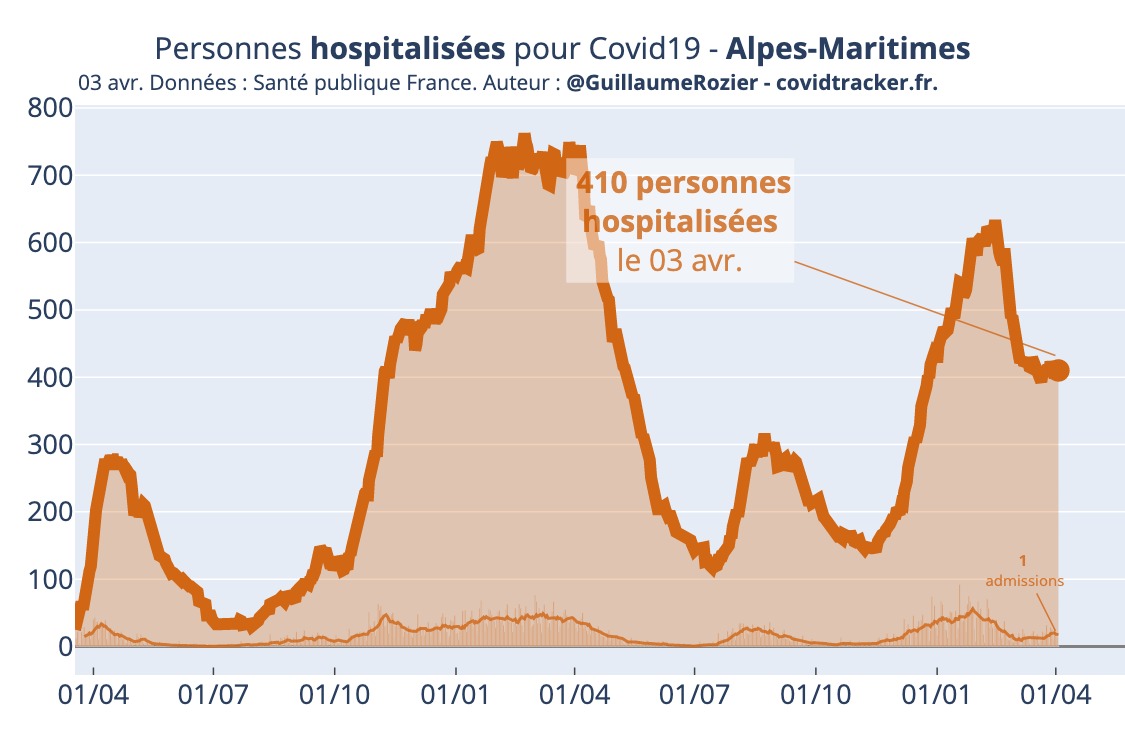 Personnes hospitalisées pour Covid19 - Alpes-Maritimes
03 avr. Données : Santé publique France. Auteur : @GuillaumeRozier - covidtracker.fr.
800
700
600
500
400
300
200
100
0
410 personnes
hospitalisées
le 03 avr.
1
admissions
01/04 01/07 01/10 01/01 01/04 01/07 01/10 01/01 01/04